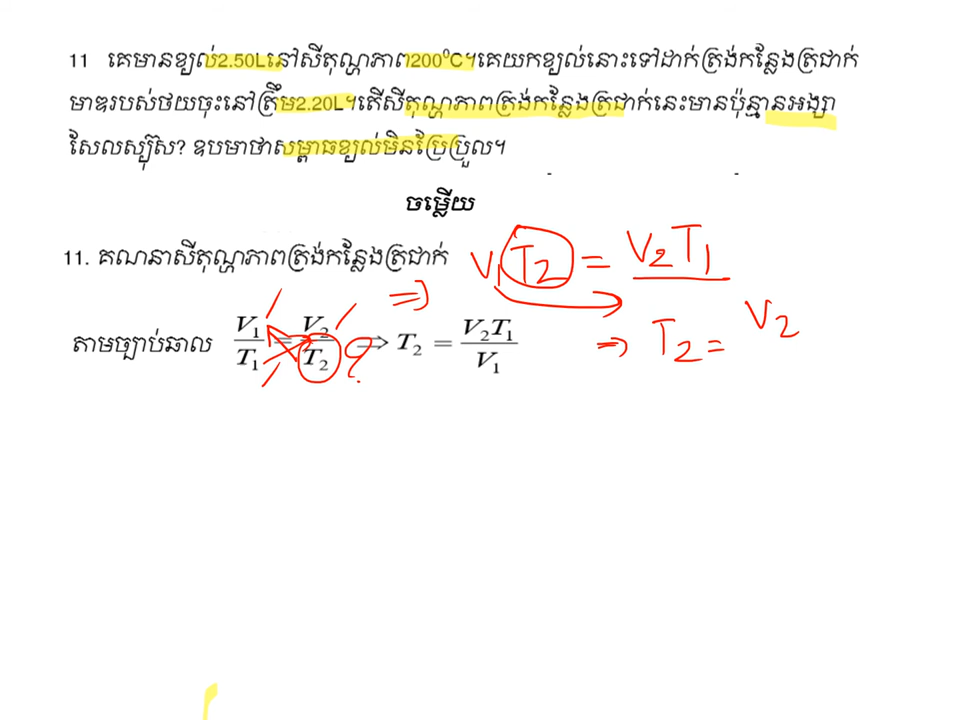 11 គេមានខ្យល់2.50Lនៅសីតុណ្ហភាព200⁰C។គេយកខ្យល់នោះទៅដាក់ត្រង់កន្លែងត្រជាក់
មាឌរបស់វាថយចុះនៅត្រឹម2.20L។តើសីតុណ្ហភាពត្រង់កន្លែងត្រជាក់នេះមានប៉ុន្មានអង្សា
សែលស្យ៊ុស? ឧបមាថាសម្ពាធខ្យល់មិនប្រែប្រួល។
ចម្លើយ
11. គណនាសីតុណ្ហភាពត្រង់កន្លែងត្រជាក់
V₁T₂ = V₂T₁
⇒
តាមច្បាប់ឆាល V₁/T₁ = V₂/T₂ ? ⇒ T₂ = V₂T₁/V₁
⇒ T₂ = V₂